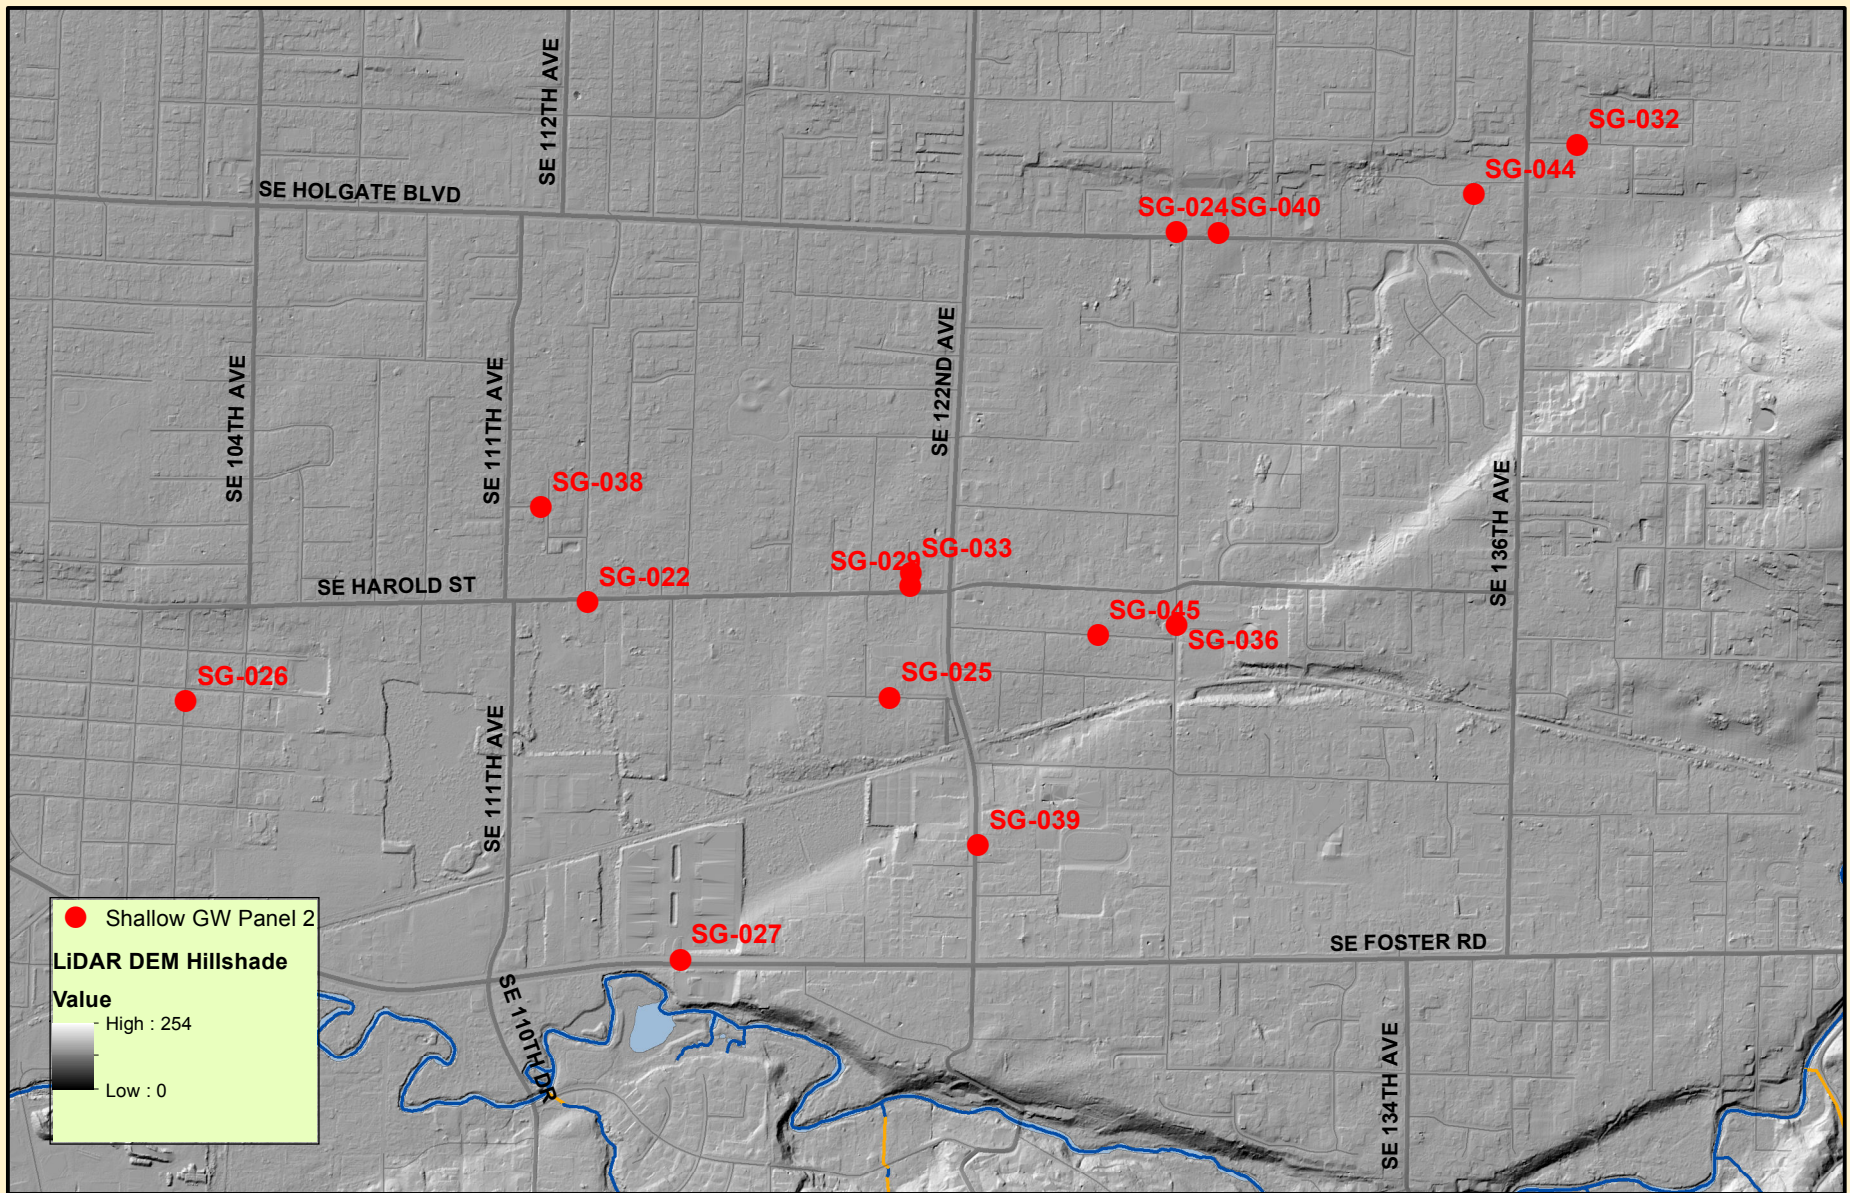 SE 112TH AVE
SG-032
SG-044
SE HOLGATE BLVD
SG-024
SG-040
SE 104TH AVE
SE 111TH AVE
SE 122ND AVE
SE 136TH AVE
SG-038
SG-033
SG-029
SG-022
SE HAROLD ST
SG-045
SG-036
SG-026
SG-025
SE 111TH AVE
SG-039
SG-027
SE FOSTER RD
SE 110TH DR
SE 134TH AVE
Shallow GW Panel 2
LiDAR DEM Hillshade
Value
High : 254
Low : 0